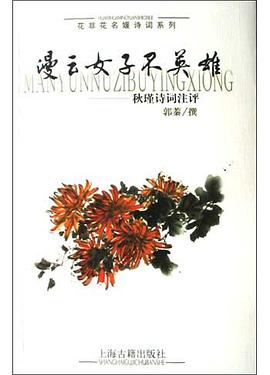 花非花名媛诗词系列
漫云女子不英雄
MANYUNNUZIBUYINGXIONG
——秋瑾诗词注评
郭蓁/撰
上海古籍出版社
SHANGHAIGUJICHUBANSHE